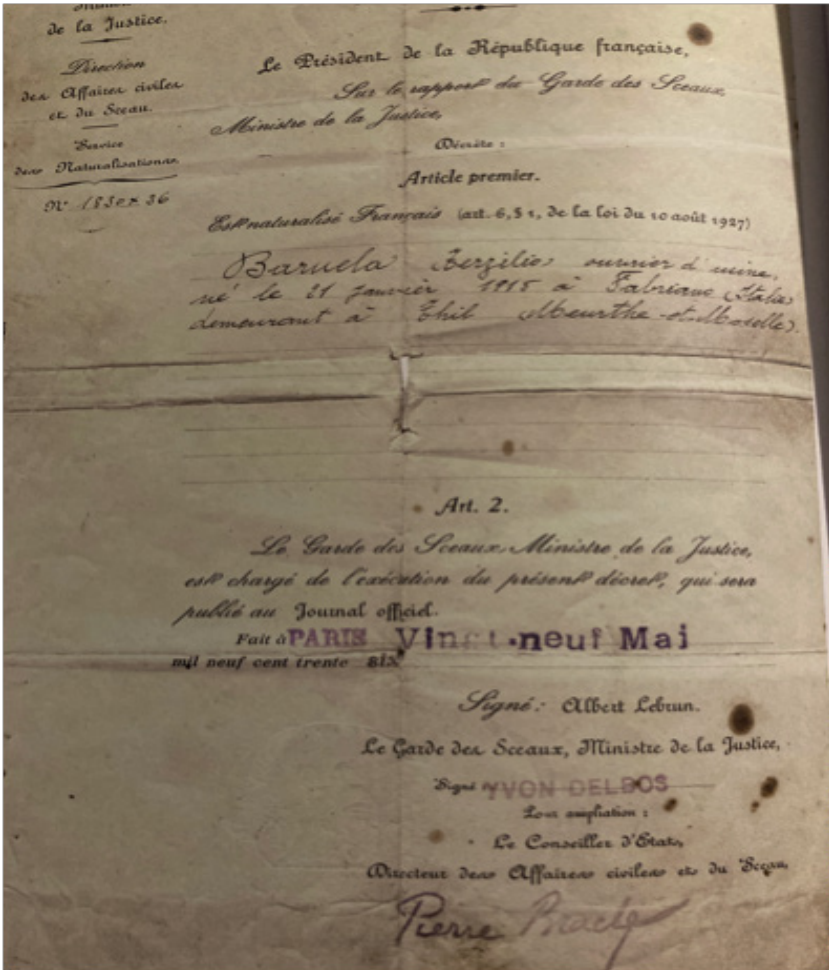 de la Justice.
Direction
des Affaires civiles
et du Sceau.
Service
des Naturalisations
N° 1830 x 36
Le Président de la République française,
Sur le rapport du Garde des Sceaux,
Ministre de la Justice,
Décrète :
Article premier.
Est naturalisé Français (art. 6, § 1, de la loi du 10 août 1927)
Baruela ouvrier d'usine,
né le 21 janvier 1915 à Fabriano (Italie)
demeurant à Thil (Meurthe-et-Moselle).
Art. 2.
Le Garde des Sceaux, Ministre de la Justice,
est chargé de l'exécution du présent décret, qui sera
publié au Journal officiel.
Fait à PARIS Vingt-neuf Mai
mil neuf cent trente SIX
Signé : Albert Lebrun.
Le Garde des Sceaux, Ministre de la Justice,
Signé : YVON DELBOS
Pour ampliation :
Le Conseiller d'Etat,
Directeur des Affaires civiles et du Sceau,
Pierre